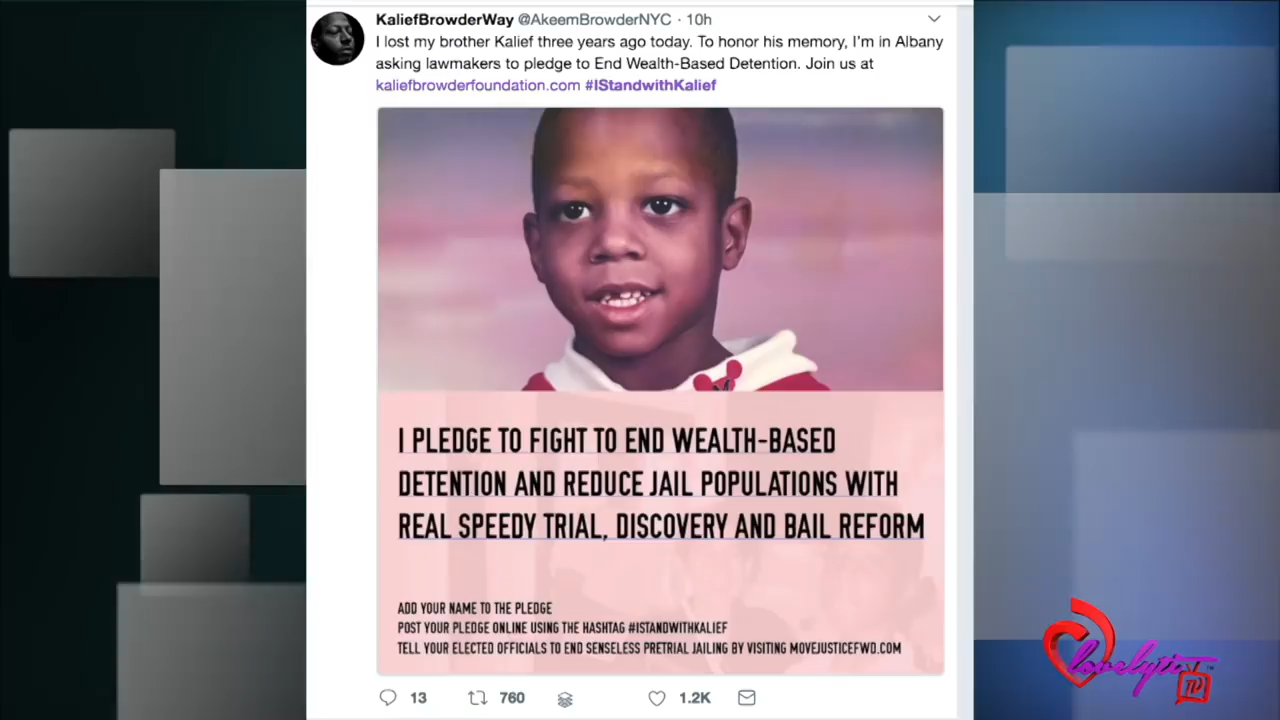 KaliefBrowderWay @AkeemBrowderNYC · 10h
I lost my brother Kalief three years ago today. To honor his memory, I'm in Albany
asking lawmakers to pledge to End Wealth-Based Detention. Join us at
kaliefbrowderfoundation.com #IStandwithKalief
I PLEDGE TO FIGHT TO END WEALTH-BASED
DETENTION AND REDUCE JAIL POPULATIONS WITH
REAL SPEEDY TRIAL, DISCOVERY AND BAIL REFORM
ADD YOUR NAME TO THE PLEDGE
POST YOUR PLEDGE ONLINE USING THE HASHTAG #ISTANDWITHKALIEF
TELL YOUR ELECTED OFFICIALS TO END SENSELESS PRETRIAL JAILING BY VISITING MOVEJUSTICEFWD.COM
13 760 1.2K
lovelyti
TV